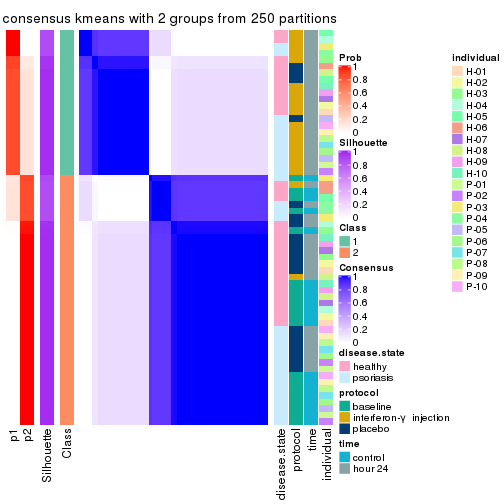 consensus kmeans with 2 groups from 250 partitions
Prob
1
0.8
0.6
0.4
0.2
0
Silhouette
1
0.8
0.6
0.4
0.2
0
Class
1
2
Consensus
1
0.8
0.6
0.4
0.2
0
disease.state
healthy
psoriasis
protocol
baseline
interferon-γ injection
placebo
time
control
hour 24
individual
H-01
H-02
H-03
H-04
H-05
H-06
H-07
H-08
H-09
H-10
P-01
P-02
P-03
P-04
P-05
P-06
P-07
P-08
P-09
P-10
p1
p2
Silhouette
Class
disease.state
protocol
time
individual